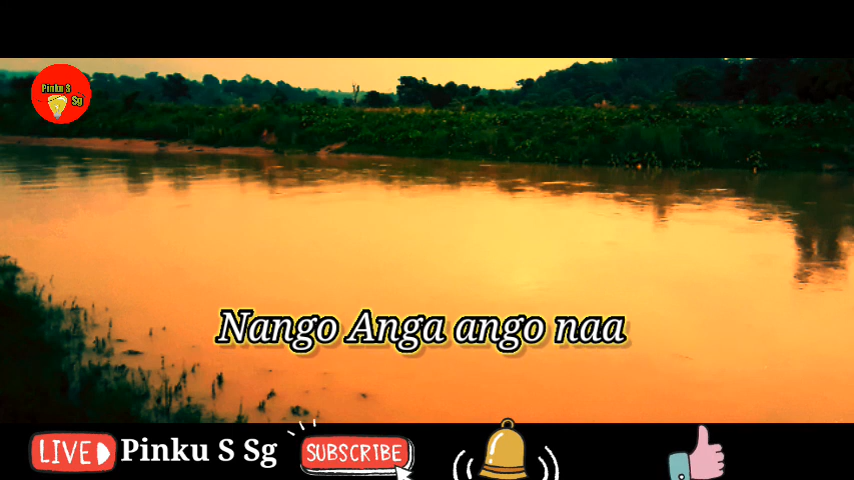 Pinku S
Sg
Nango Anga ango naa
LIVE
Pinku S Sg
SUBSCRIBE